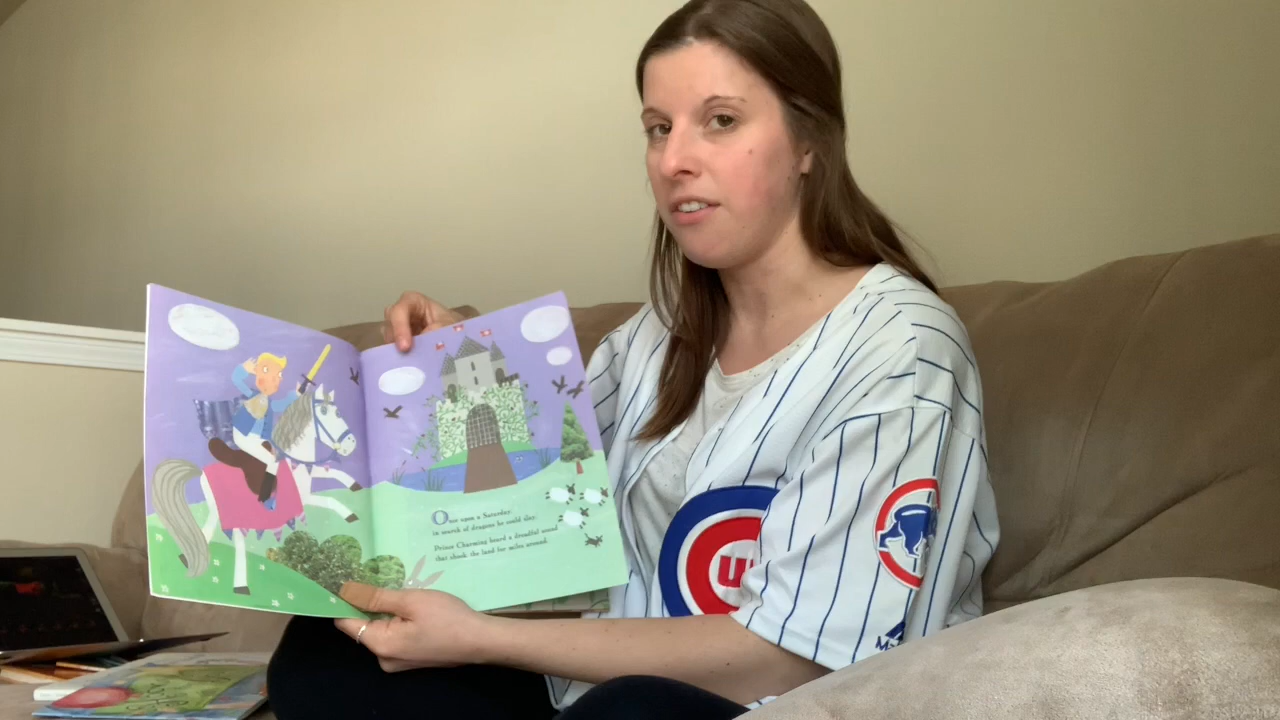 Once upon a Saturday,
in search of dragons he could slay,
Prince Charming heard a dreadful sound
that shook the land for miles around.